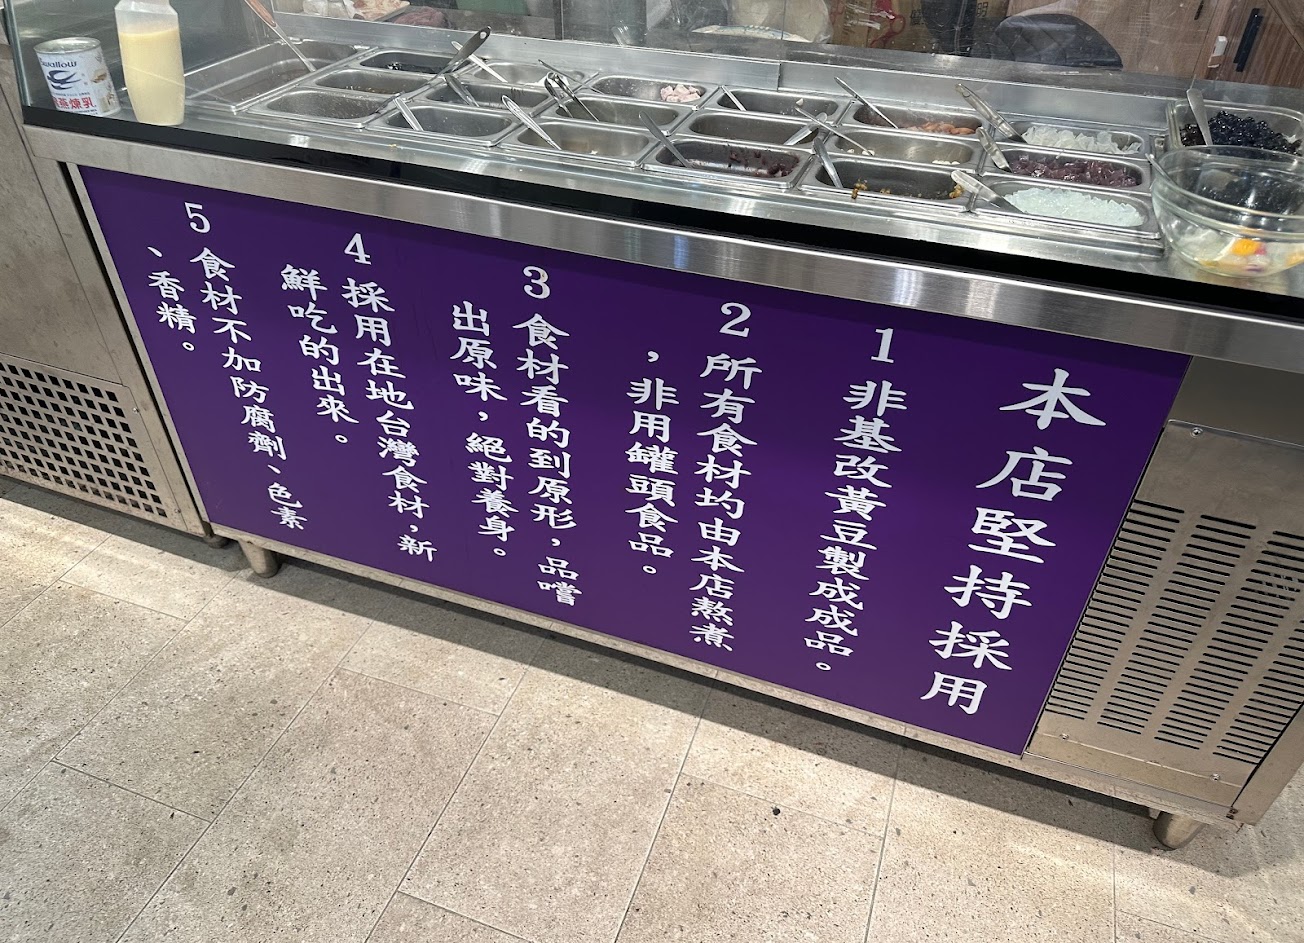 本店堅持採用
1 非基改黃豆製成成品。
2 所有食材圴由本店熬煮
，非用罐頭食品。
3 食材看的到原形，品嚐
出原味，絕對養身。
4 採用在地台灣食材，新
鮮吃的出來。
5 食材不加防腐劑、色素
、香精。
煉乳